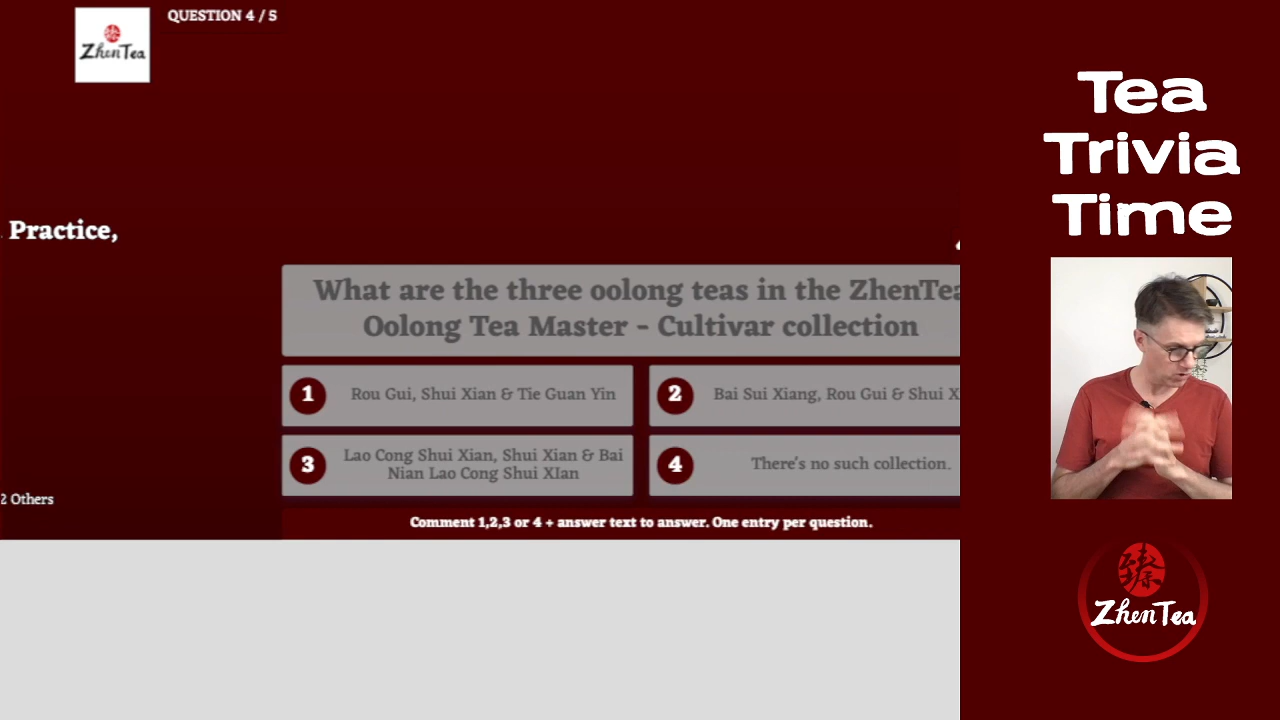 臻
ZhenTea
QUESTION 4 / 5
Practice,
What are the three oolong teas in the ZhenTea
Oolong Tea Master - Cultivar collection
1 Rou Gui, Shui Xian & Tie Guan Yin
2 Bai Sui Xiang, Rou Gui & Shui X
3 Lao Cong Shui Xian, Shui Xian & Bai
Nian Lao Cong Shui XIan
4 There's no such collection.
2 Others
Comment 1,2,3 or 4 + answer text to answer. One entry per question.
Tea
Trivia
Time
臻
ZhenTea